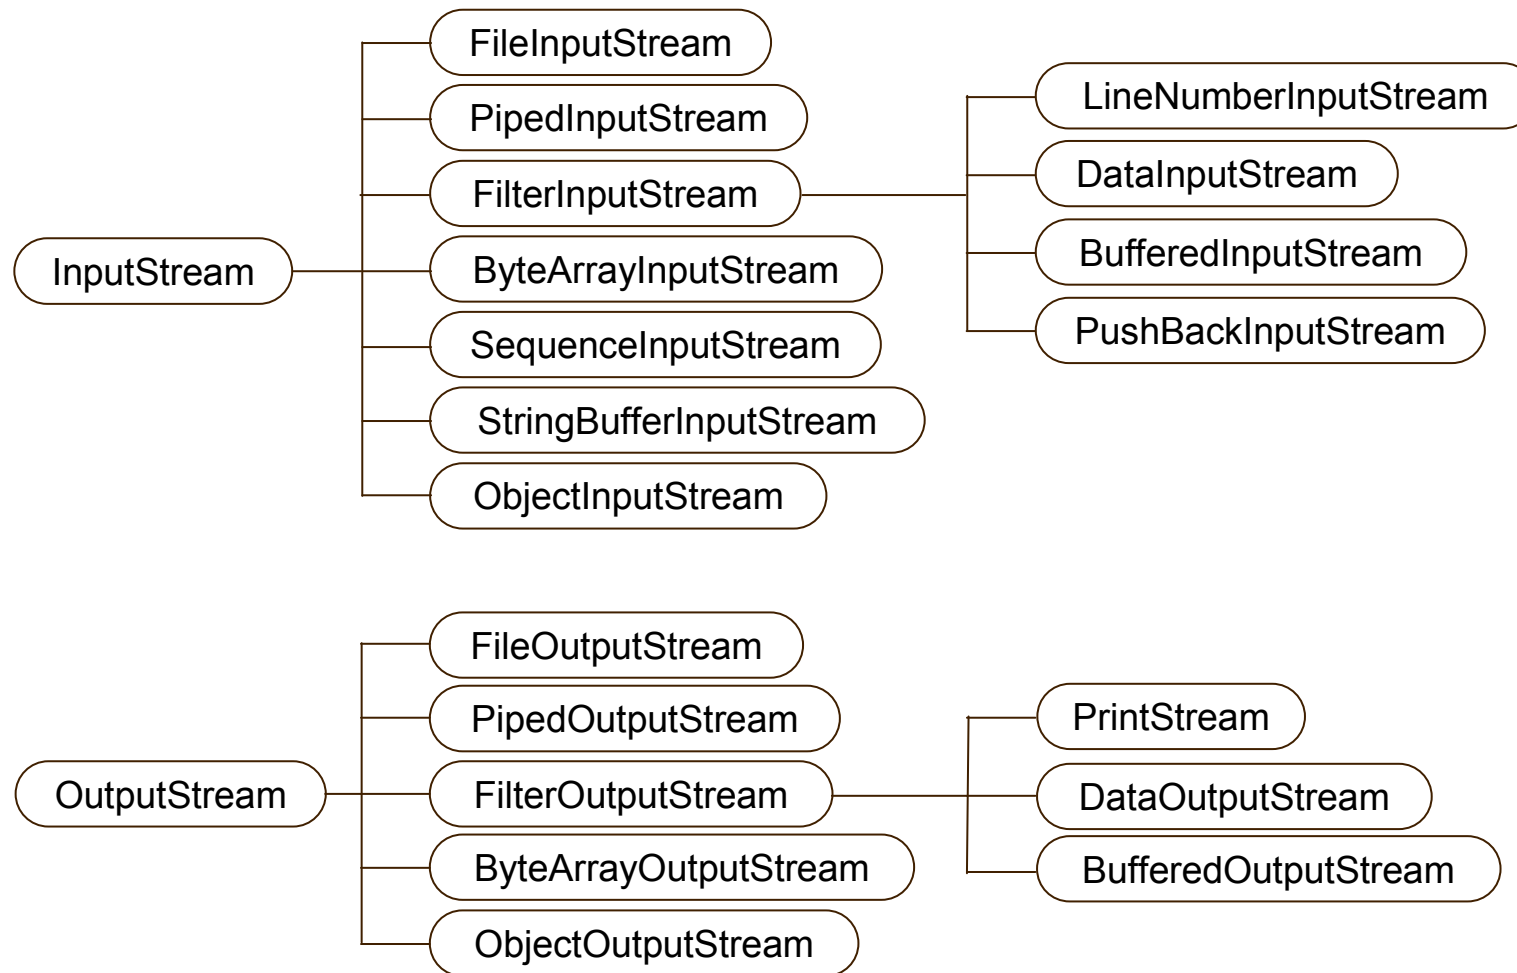 InputStream
FileInputStream
PipedInputStream
FilterInputStream
ByteArrayInputStream
SequenceInputStream
StringBufferInputStream
ObjectInputStream
LineNumberInputStream
DataInputStream
BufferedInputStream
PushBackInputStream
OutputStream
FileOutputStream
PipedOutputStream
FilterOutputStream
ByteArrayOutputStream
ObjectOutputStream
PrintStream
DataOutputStream
BufferedOutputStream